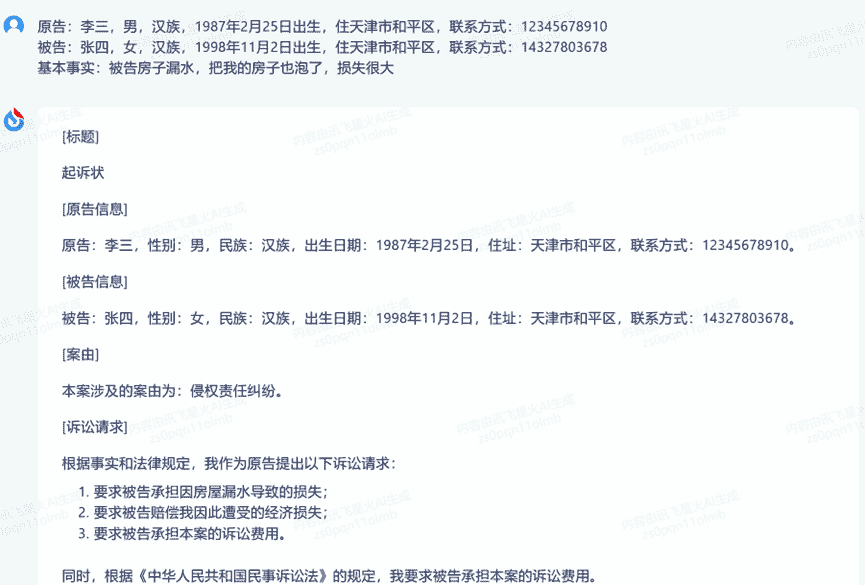 原告：李三，男，汉族，1987年2月25日出生，住天津市和平区，联系方式：12345678910
被告：张四，女，汉族，1998年11月2日出生，住天津市和平区，联系方式：14327803678
基本事实：被告房子漏水，把我的房子也泡了，损失很大
[标题]
起诉状
[原告信息]
原告：李三，性别：男，民族：汉族，出生日期：1987年2月25日，住址：天津市和平区，联系方式：12345678910。
[被告信息]
被告：张四，性别：女，民族：汉族，出生日期：1998年11月2日，住址：天津市和平区，联系方式：14327803678。
[案由]
本案涉及的案由为：侵权责任纠纷。
[诉讼请求]
根据事实和法律规定，我作为原告提出以下诉讼请求：
1. 要求被告承担因房屋漏水导致的损失；
2. 要求被告赔偿我因此遭受的经济损失；
3. 要求被告承担本案的诉讼费用。
同时，根据《中华人民共和国民事诉讼法》的规定，我要求被告承担本案的诉讼费用。